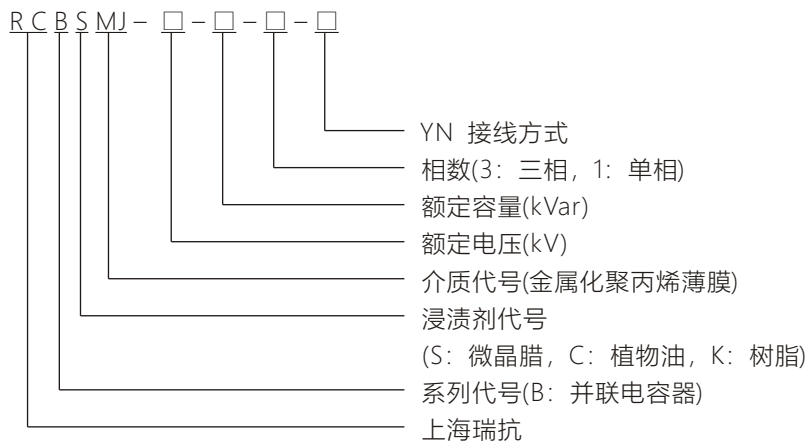 RCBSMJ-□-□-□-□
YN 接线方式
相数(3：三相，1：单相)
额定容量(kVar)
额定电压(kV)
介质代号(金属化聚丙烯薄膜)
浸渍剂代号
(S：微晶腊，C：植物油，K：树脂)
系列代号(B：并联电容器)
上海瑞抗